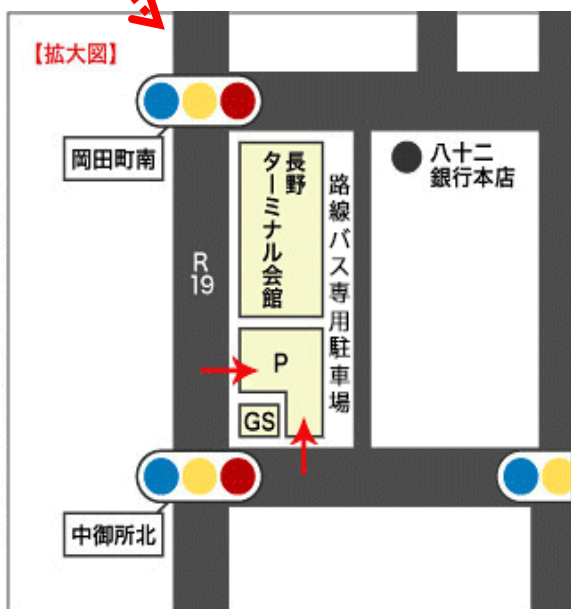 【拡大図】
岡田町南
長野
ターミナル会館
路線バス専用駐車場
八十二
銀行本店
R
19
P
GS
中御所北